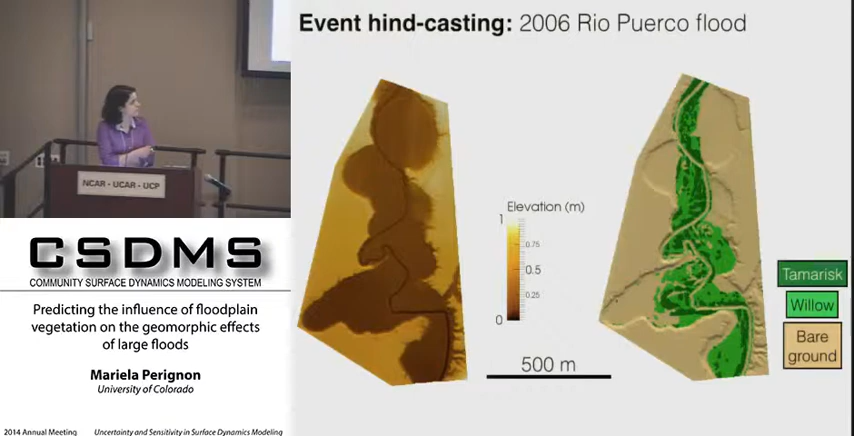 Event hind-casting: 2006 Rio Puerco flood
NCAR - UCAR - UCP
CSDMS
COMMUNITY SURFACE DYNAMICS MODELING SYSTEM
Predicting the influence of floodplain
vegetation on the geomorphic effects
of large floods
Mariela Perignon
University of Colorado
2014 Annual Meeting
Uncertainty and Sensitivity in Surface Dynamics Modeling
Elevation (m)
1
0.75
0.5
0.25
0
500 m
Tamarisk
Willow
Bare
ground